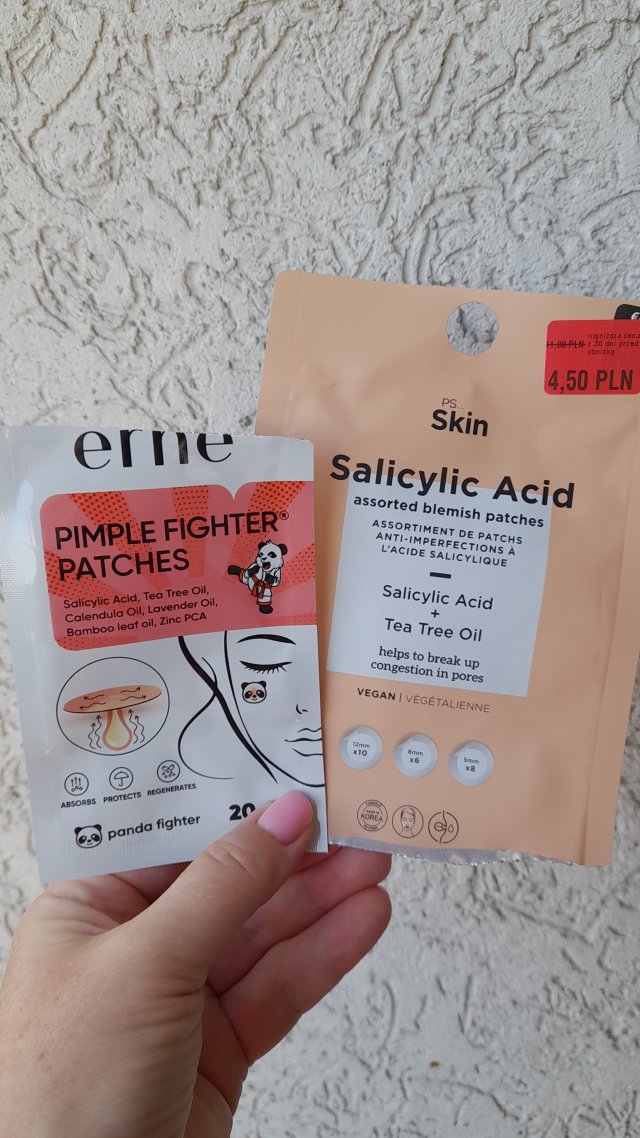 erne
PIMPLE FIGHTER®
PATCHES
Salicylic Acid, Tea Tree Oil,
Calendula Oil, Lavender Oil,
Bamboo leaf oil, Zinc PCA
ABSORBS PROTECTS REGENERATES
panda fighter
20
najniższa cena
11,00 PLN z 30 dni przed
obniżką
4,50 PLN
PS...
Skin
Salicylic Acid
assorted blemish patches
ASSORTIMENT DE PATCHS
ANTI-IMPERFECTIONS À
L'ACIDE SALICYLIQUE
Salicylic Acid
+
Tea Tree Oil
helps to break up
congestion in pores
VEGAN | VÉGÉTALIENNE
12mm
x10
8mm
x6
5mm
x8
MADE IN
KOREA